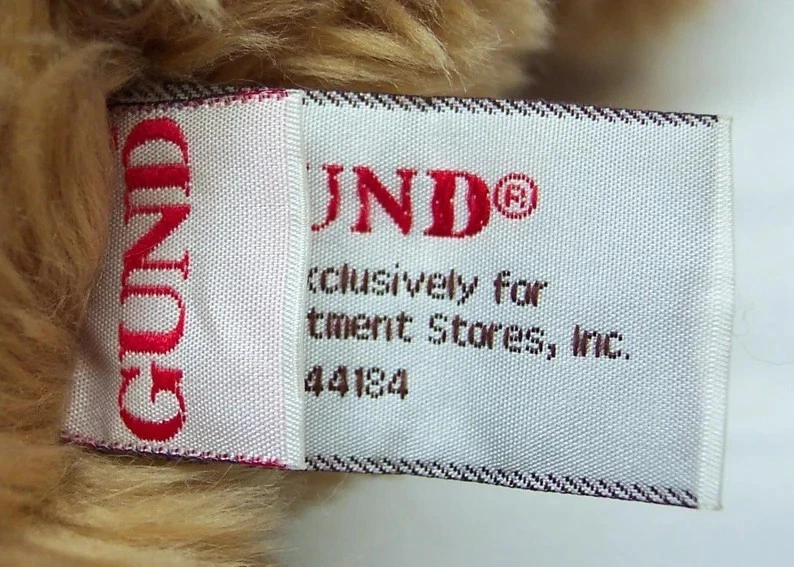 GUND
UND®
xclusively for
tment Stores, Inc.
44184